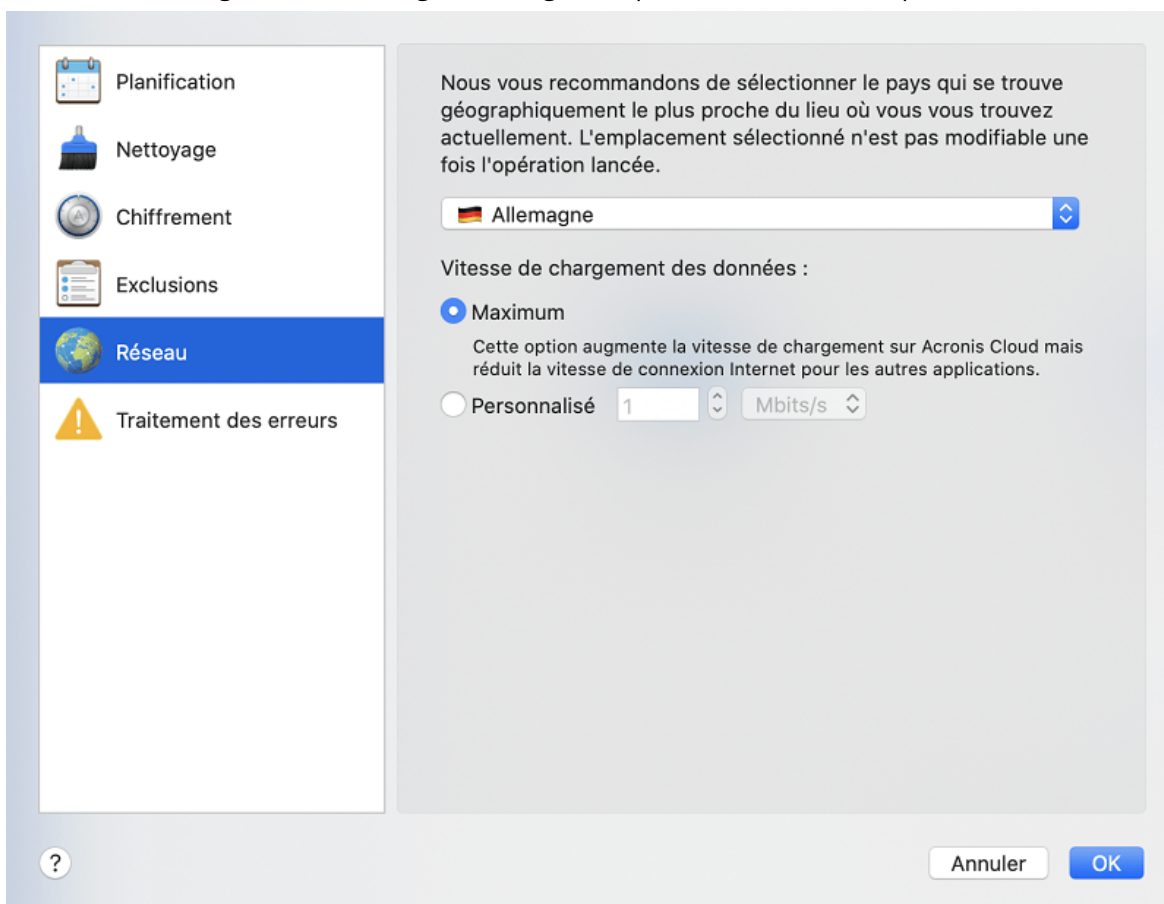 Planification
Nettoyage
Chiffrement
Exclusions
Réseau
Traitement des erreurs
Nous vous recommandons de sélectionner le pays qui se trouve
géographiquement le plus proche du lieu où vous vous trouvez
actuellement. L'emplacement sélectionné n'est pas modifiable une
fois l'opération lancée.
Allemagne
Vitesse de chargement des données :
Maximum
Cette option augmente la vitesse de chargement sur Acronis Cloud mais
réduit la vitesse de connexion Internet pour les autres applications.
Personnalisé 1 Mbits/s
?
Annuler OK